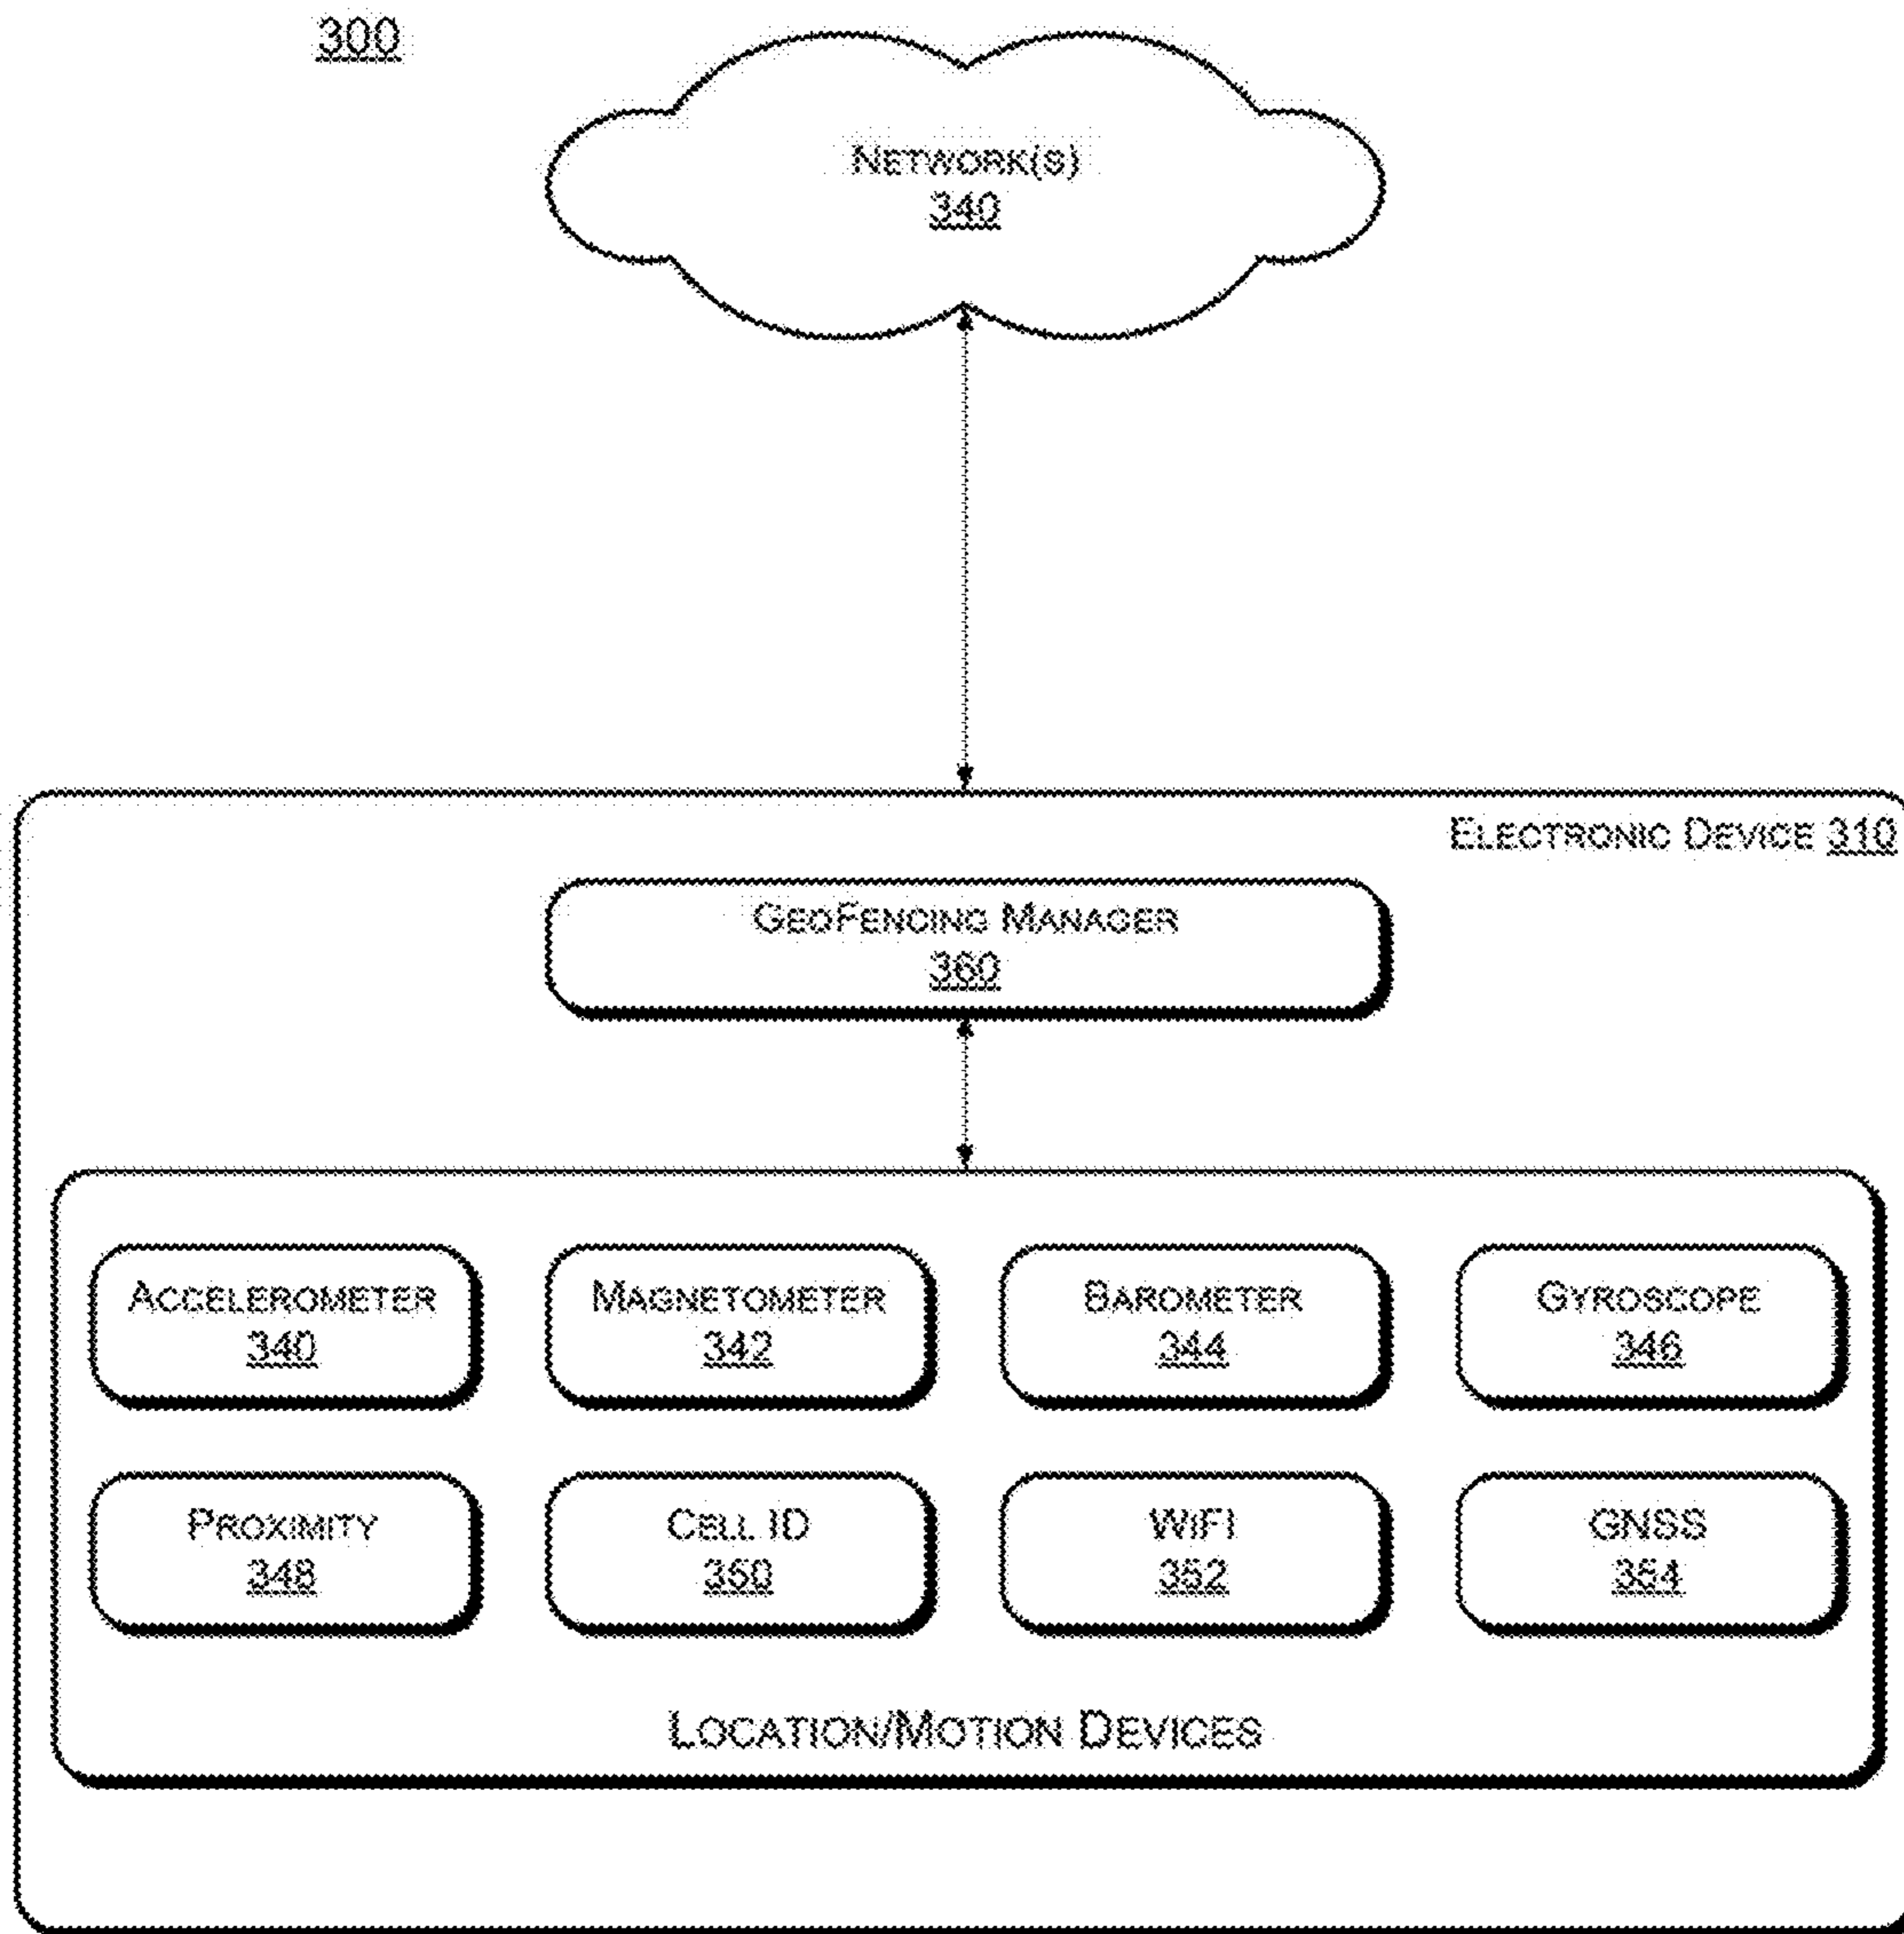 300
NETWORK(S)
340
ELECTRONIC DEVICE 310
GEOFENCING MANAGER
360
ACCELEROMETER
340
MAGNETOMETER
342
BAROMETER
344
GYROSCOPE
346
PROXIMITY
348
CELL ID
350
WIFI
352
GNSS
354
LOCATION/MOTION DEVICES